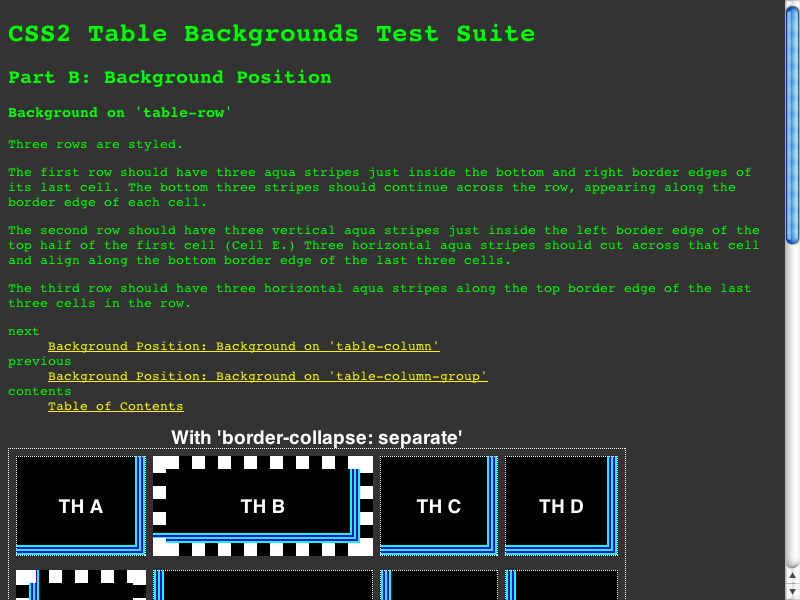 CSS2 Table Backgrounds Test Suite
Part B: Background Position
Background on 'table-row'
Three rows are styled.
The first row should have three aqua stripes just inside the bottom and right border edges of
its last cell. The bottom three stripes should continue across the row, appearing along the
border edge of each cell.
The second row should have three vertical aqua stripes just inside the left border edge of the
top half of the first cell (Cell E.) Three horizontal aqua stripes should cut across that cell
and align along the bottom border edge of the last three cells.
The third row should have three horizontal aqua stripes along the top border edge of the last
three cells in the row.
next
Background Position: Background on 'table-column'
previous
Background Position: Background on 'table-column-group'
contents
Table of Contents
With 'border-collapse: separate'
TH A TH B TH C TH D